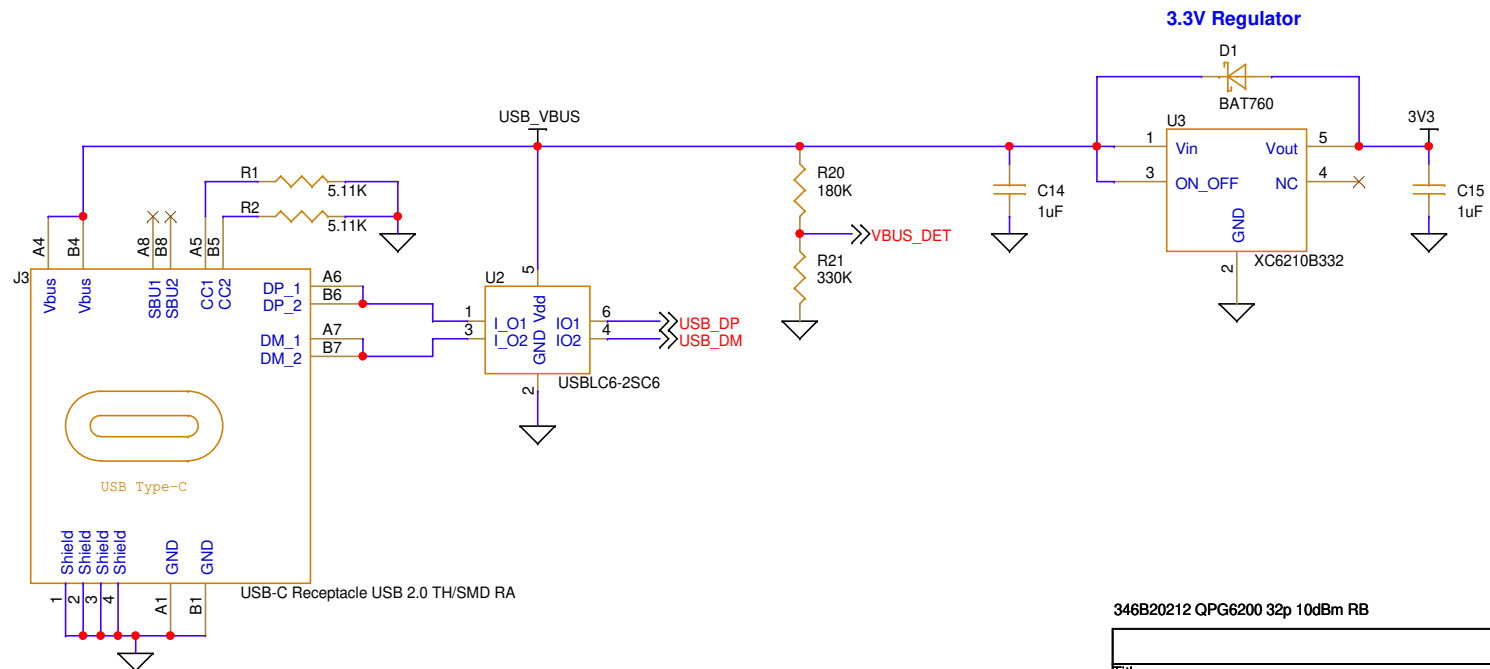 3.3V Regulator
D1
BAT760
USB_VBUS
U3
3V3
1
Vin
Vout
5
3
ON_OFF
NC
4
GND
2
XC6210B332
C14
1uF
C15
1uF
R20
180K
VBUS_DET
R21
330K
R1
5.11K
R2
5.11K
A4
B4
A8
B8
A5
B5
J3
Vbus
Vbus
SBU1
SBU2
CC1
CC2
DP_1
A6
DP_2
B6
DM_1
A7
DM_2
B7
U2
5
Vdd
1
I_O1
IO1
6
USB_DP
3
I_O2
IO2
4
USB_DM
GND
2
USBLC6-2SC6
USB Type-C
Shield
Shield
Shield
Shield
GND
GND
1
2
3
4
A1
B1
USB-C Receptacle USB 2.0 TH/SMD RA
346B20212 QPG6200 32p 10dBm RB